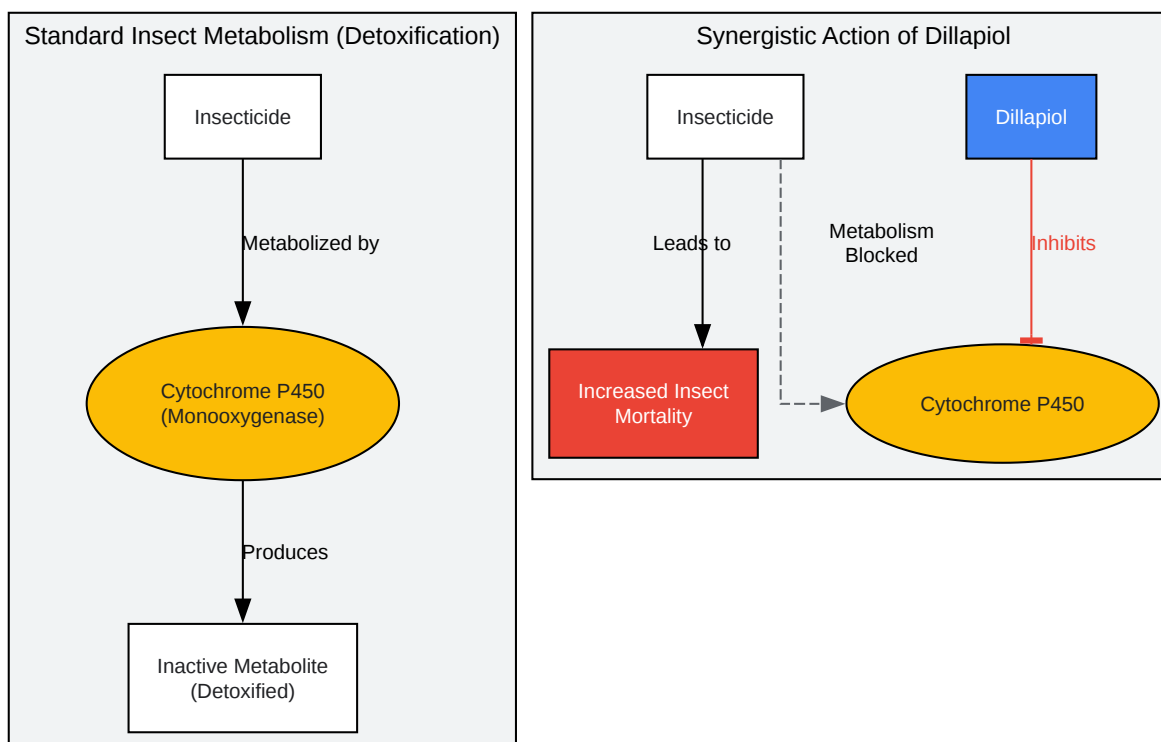 Standard Insect Metabolism (Detoxification)
Insecticide
Metabolized by
Cytochrome P450
(Monooxygenase)
Produces
Inactive Metabolite
(Detoxified)
Synergistic Action of Dillapiol
Insecticide
Dillapiol
Leads to
Metabolism
Blocked
Inhibits
Increased Insect
Mortality
Cytochrome P450